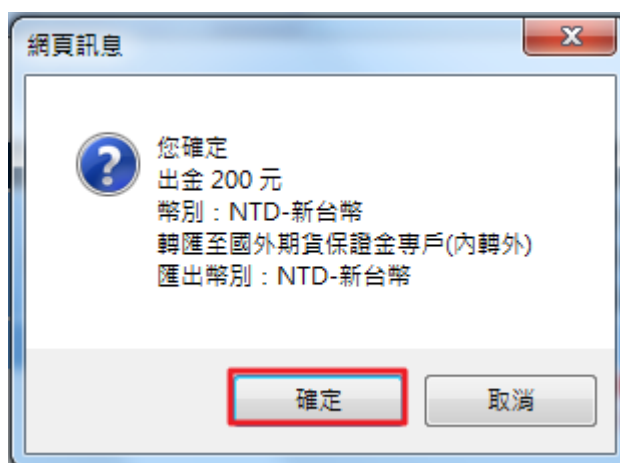 網頁訊息
您確定
出金 200 元
幣別：NTD-新台幣
轉匯至國外期貨保證金專戶(內轉外)
匯出幣別：NTD-新台幣
確定
取消